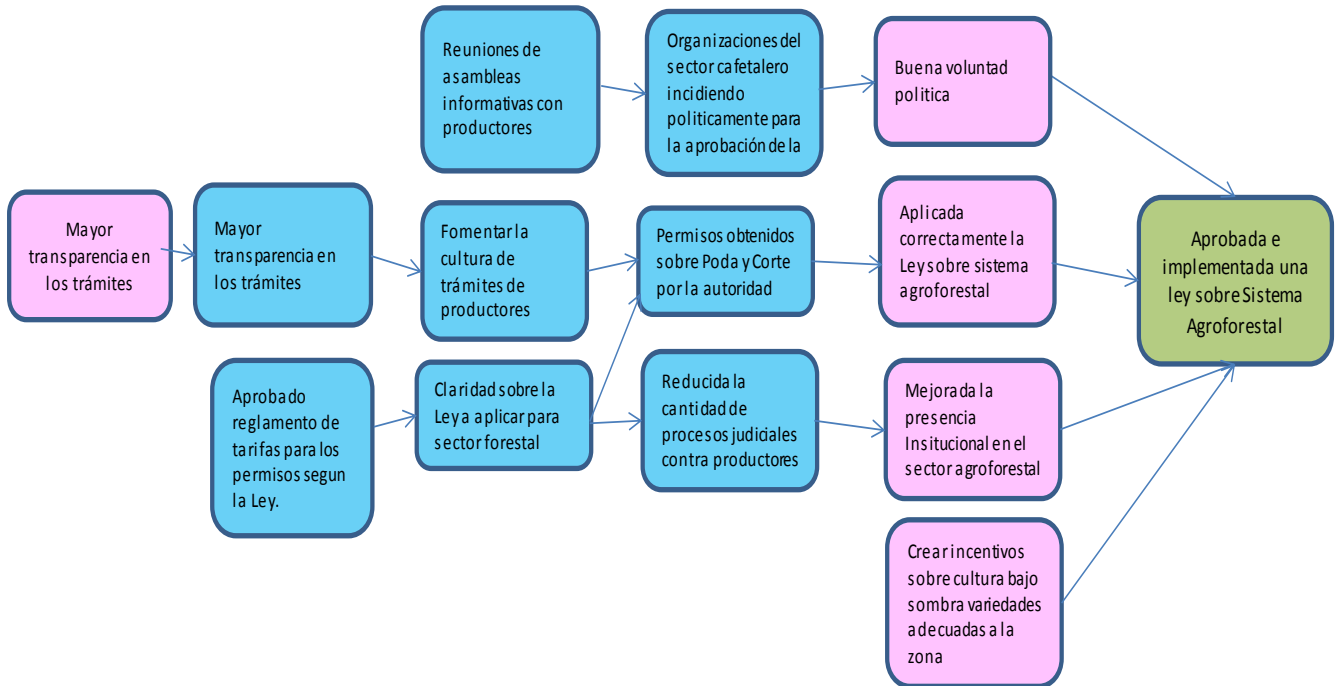 Reuniones de
asambleas
informativas con
productores
Organizaciones del
sector cafetalero
incidiendo
politicamente para
la aprobación de la
Buena voluntad
politica
Mayor
transparencia en
los trámites
Mayor
transparencia en
los trámites
Fomentar la
cultura de
trámites de
productores
Permisos obtenidos
sobre Poda y Corte
por la autoridad
Aplicada
correctamente la
Ley sobre sistema
agroforestal
Aprobada e
implementada una
ley sobre Sistema
Agroforestal
Aprobado
reglamento de
tarifas para los
permisos segun
la Ley.
Claridad sobre la
Ley a aplicar para
sector forestal
Reducida la
cantidad de
procesos judiciales
contra productores
Mejorada la
presencia
Insitucional en el
sector agroforestal
Crear incentivos
sobre cultura bajo
sombra variedades
adecuadas a la
zona